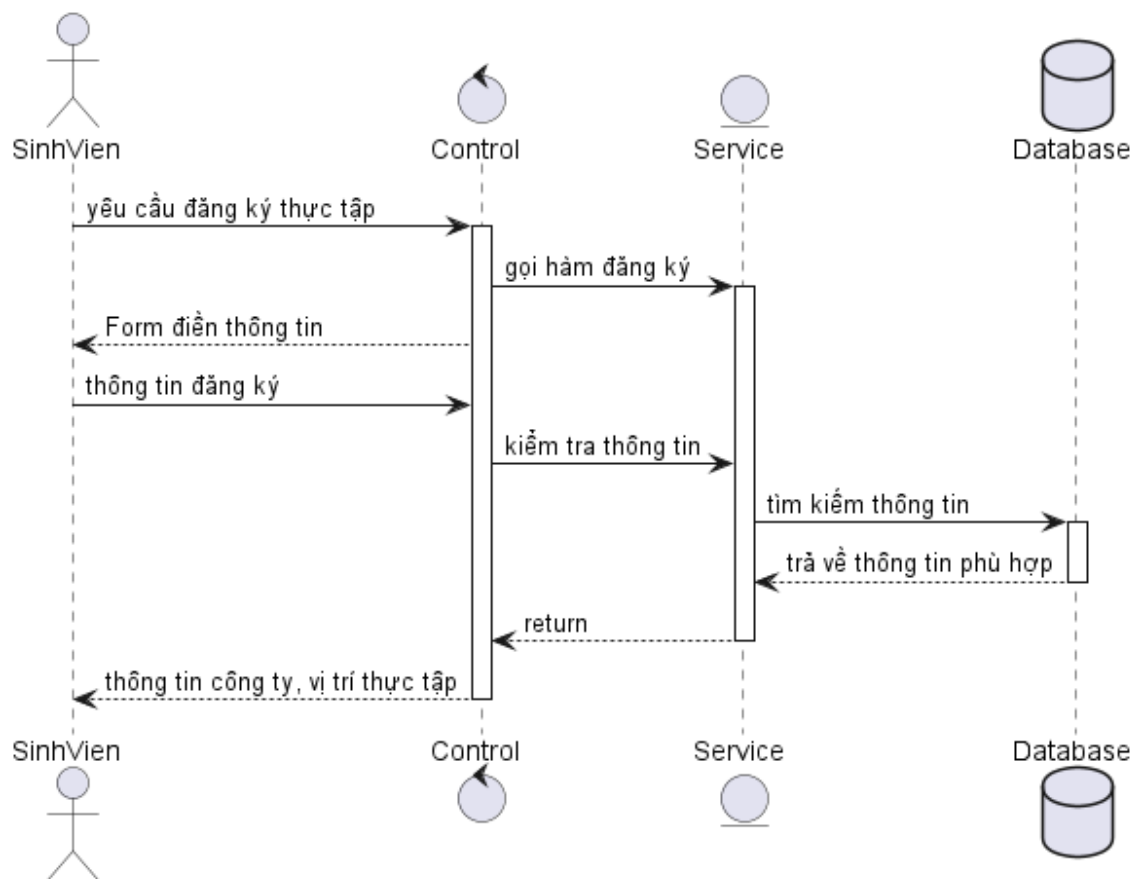 SinhVien
Control
Service
Database
yêu cầu đăng ký thực tập
gọi hàm đăng ký
Form điền thông tin
thông tin đăng ký
kiểm tra thông tin
tìm kiếm thông tin
trả về thông tin phù hợp
return
thông tin công ty, vị trí thực tập
SinhVien
Control
Service
Database